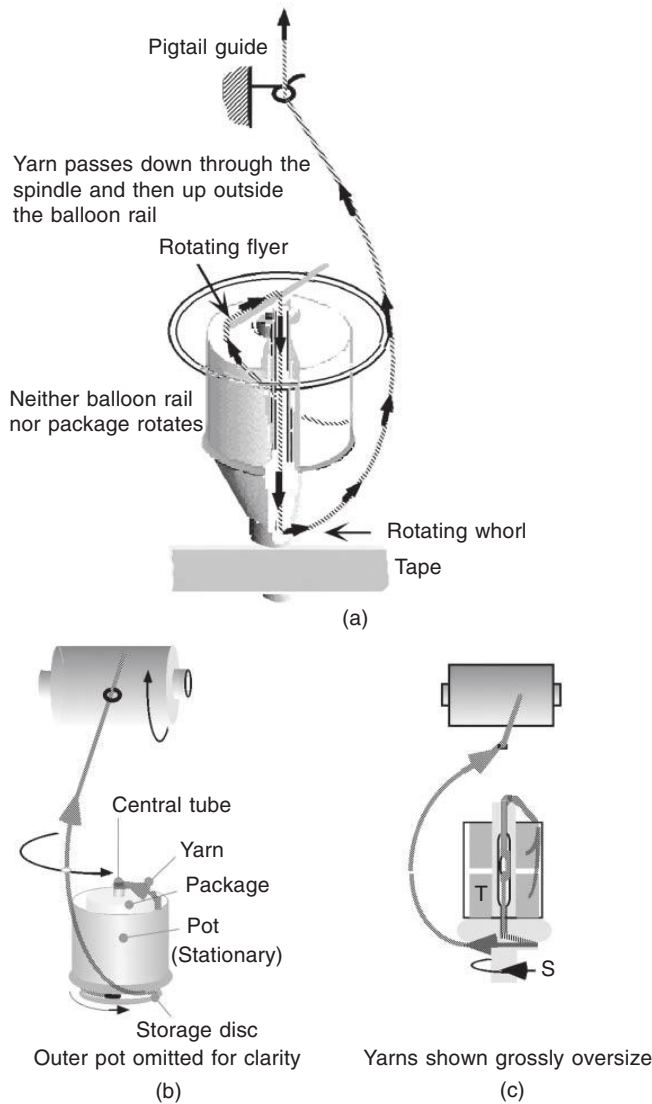 Pigtail guide
Yarn passes down through the
spindle and then up outside
the balloon rail
Rotating flyer
Neither balloon rail
nor package rotates
Rotating whorl
Tape
(a)
Central tube
Yarn
Package
Pot
(Stationary)
Storage disc
Outer pot omitted for clarity
(b)
T
S
Yarns shown grossly oversize
(c)